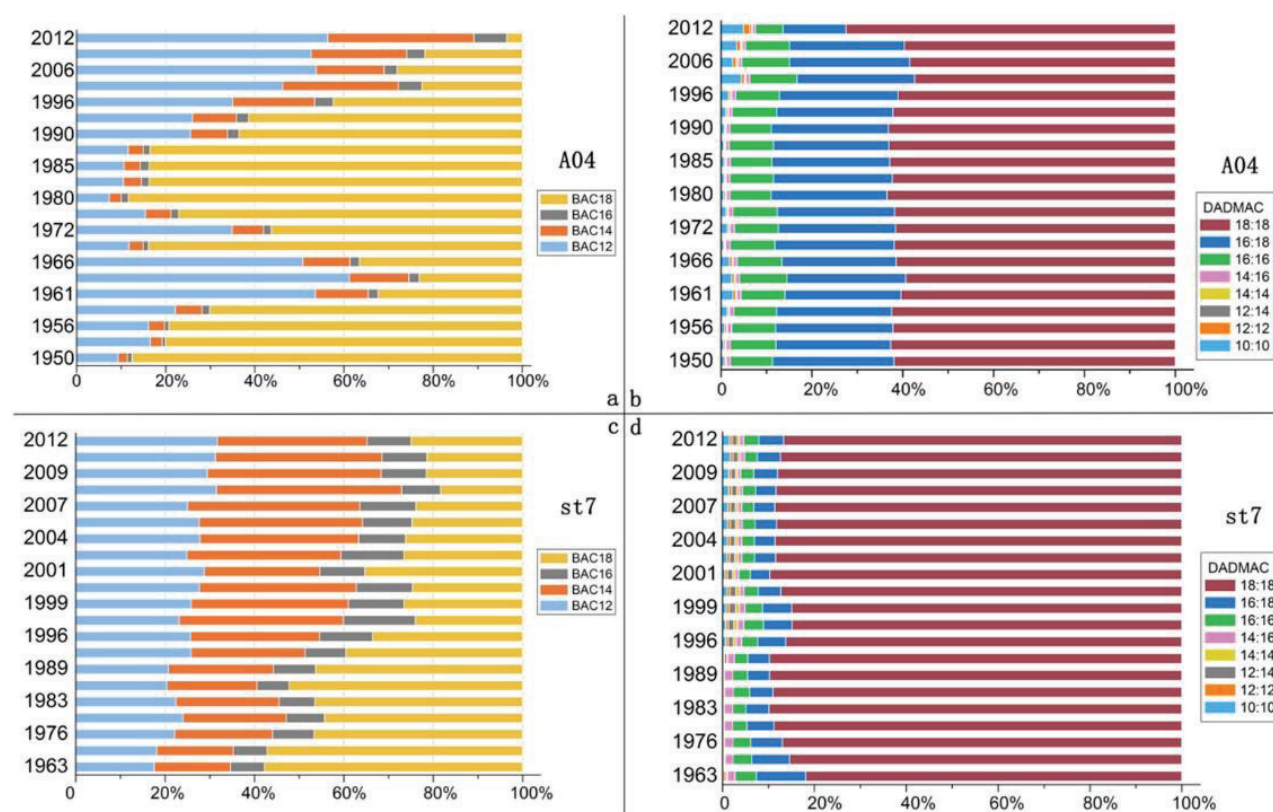 2012
2006
1996
1990
1985
1980
1972
1966
1961
1956
1950
A04
BAC18
BAC16
BAC14
BAC12
0 20% 40% 60% 80% 100%
a
2012
2006
1996
1990
1985
1980
1972
1966
1961
1956
1950
A04
DADMAC
18:18
16:18
16:16
14:16
14:14
12:14
12:12
10:10
0 20% 40% 60% 80% 100%
b
c
2012
2009
2007
2004
2001
1999
1996
1989
1983
1976
1963
st7
BAC18
BAC16
BAC14
BAC12
0 20% 40% 60% 80% 100%
d
2012
2009
2007
2004
2001
1999
1996
1989
1983
1976
1963
st7
DADMAC
18:18
16:18
16:16
14:16
14:14
12:14
12:12
10:10
0 20% 40% 60% 80% 100%